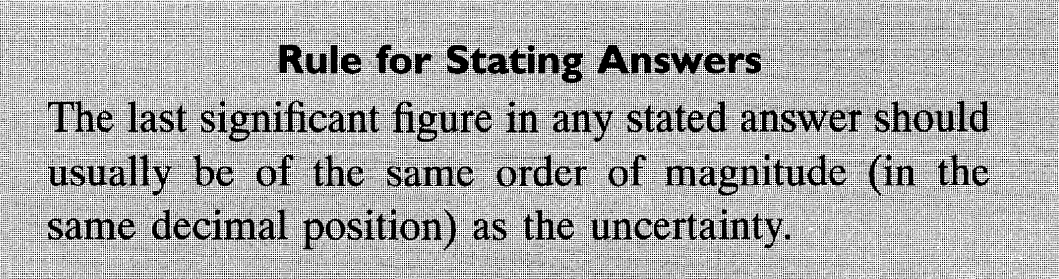 Rule for Stating Answers
The last significant figure in any stated answer should
usually be of the same order of magnitude (in the
same decimal position) as the uncertainty.